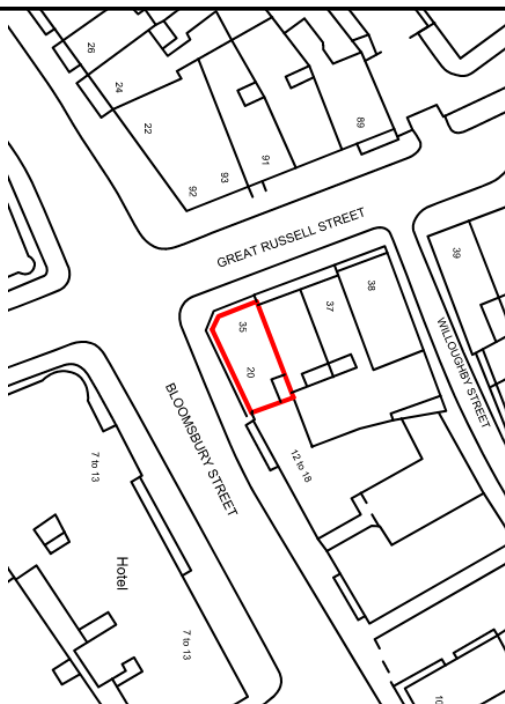 26
24
22
92
93
91
89
GREAT RUSSELL STREET
39
38
37
35
20
WILLOUGHBY STREET
BLOOMSBURY STREET
12 to 18
7 to 13
Hotel
7 to 13